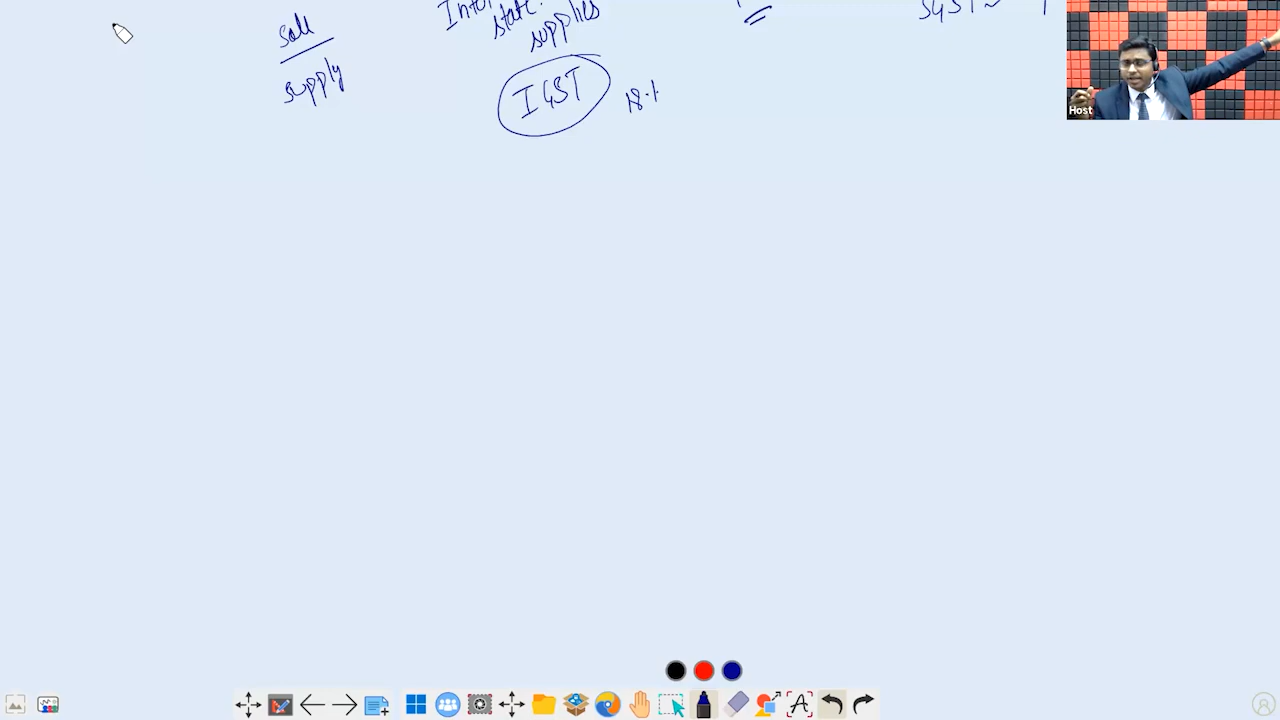 Inter
state.
supplies
SGST
sale
supply
IGST
18%
Host